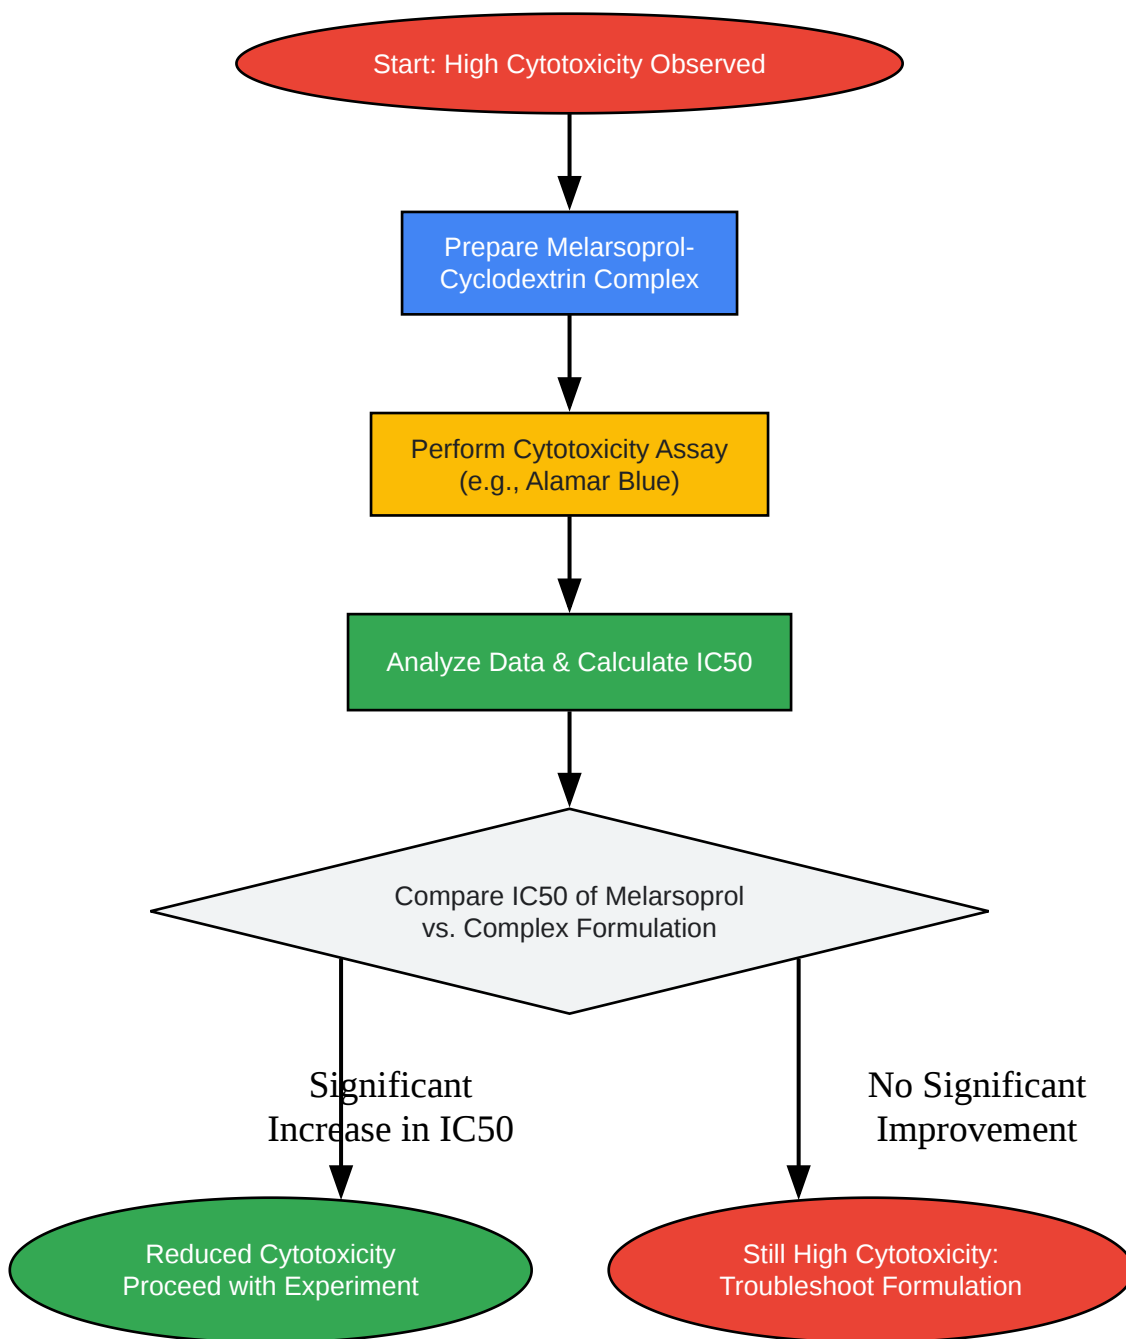 Start: High Cytotoxicity Observed
Prepare Melarsoprol-
Cyclodextrin Complex
Perform Cytotoxicity Assay
(e.g., Alamar Blue)
Analyze Data & Calculate IC50
Compare IC50 of Melarsoprol
vs. Complex Formulation
Significant
Increase in IC50
No Significant
Improvement
Reduced Cytotoxicity
Proceed with Experiment
Still High Cytotoxicity:
Troubleshoot Formulation